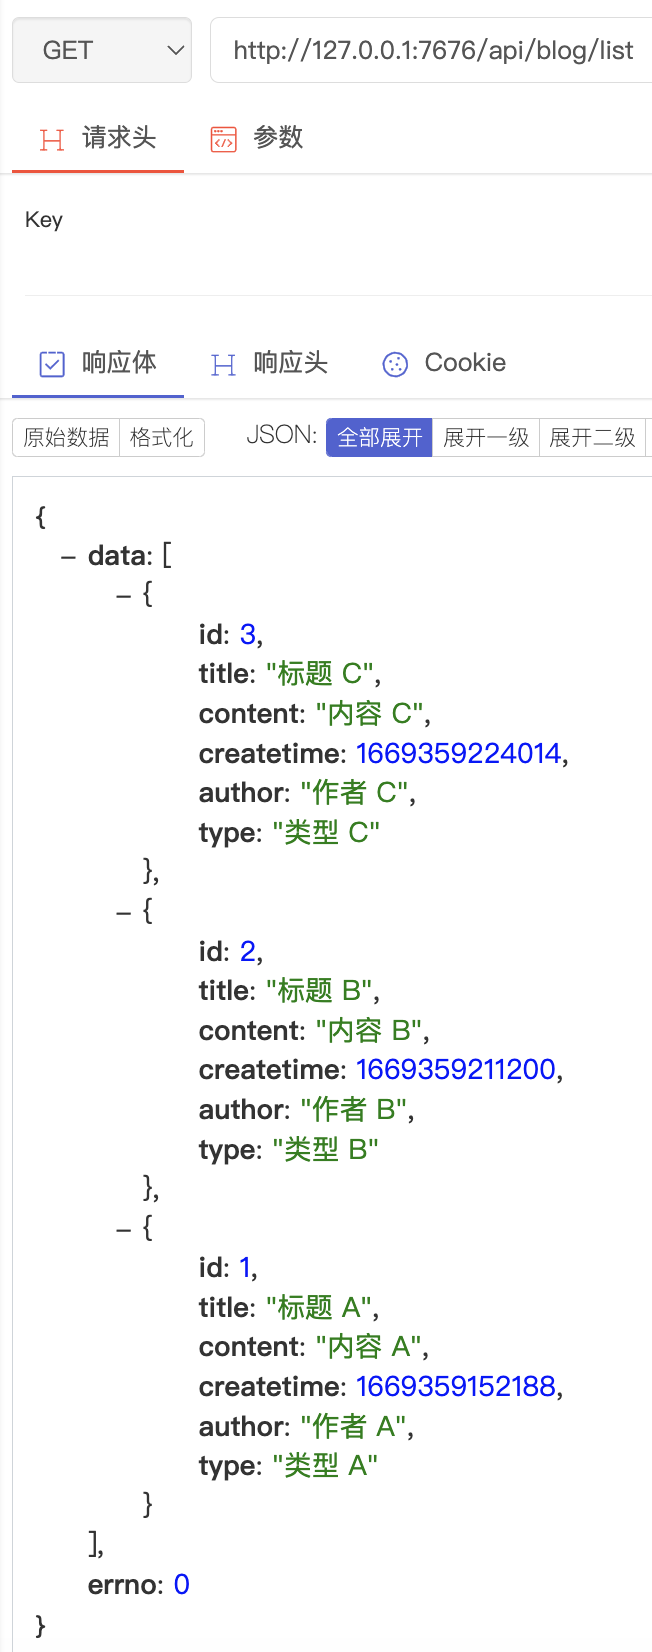 GET http://127.0.0.1:7676/api/blog/list
请求头 参数
Key
响应体 响应头 Cookie
原始数据 格式化 JSON: 全部展开 展开一级 展开二级
{
– data: [
– {
id: 3,
title: "标题 C",
content: "内容 C",
createtime: 1669359224014,
author: "作者 C",
type: "类型 C"
},
– {
id: 2,
title: "标题 B",
content: "内容 B",
createtime: 1669359211200,
author: "作者 B",
type: "类型 B"
},
– {
id: 1,
title: "标题 A",
content: "内容 A",
createtime: 1669359152188,
author: "作者 A",
type: "类型 A"
}
],
errno: 0
}